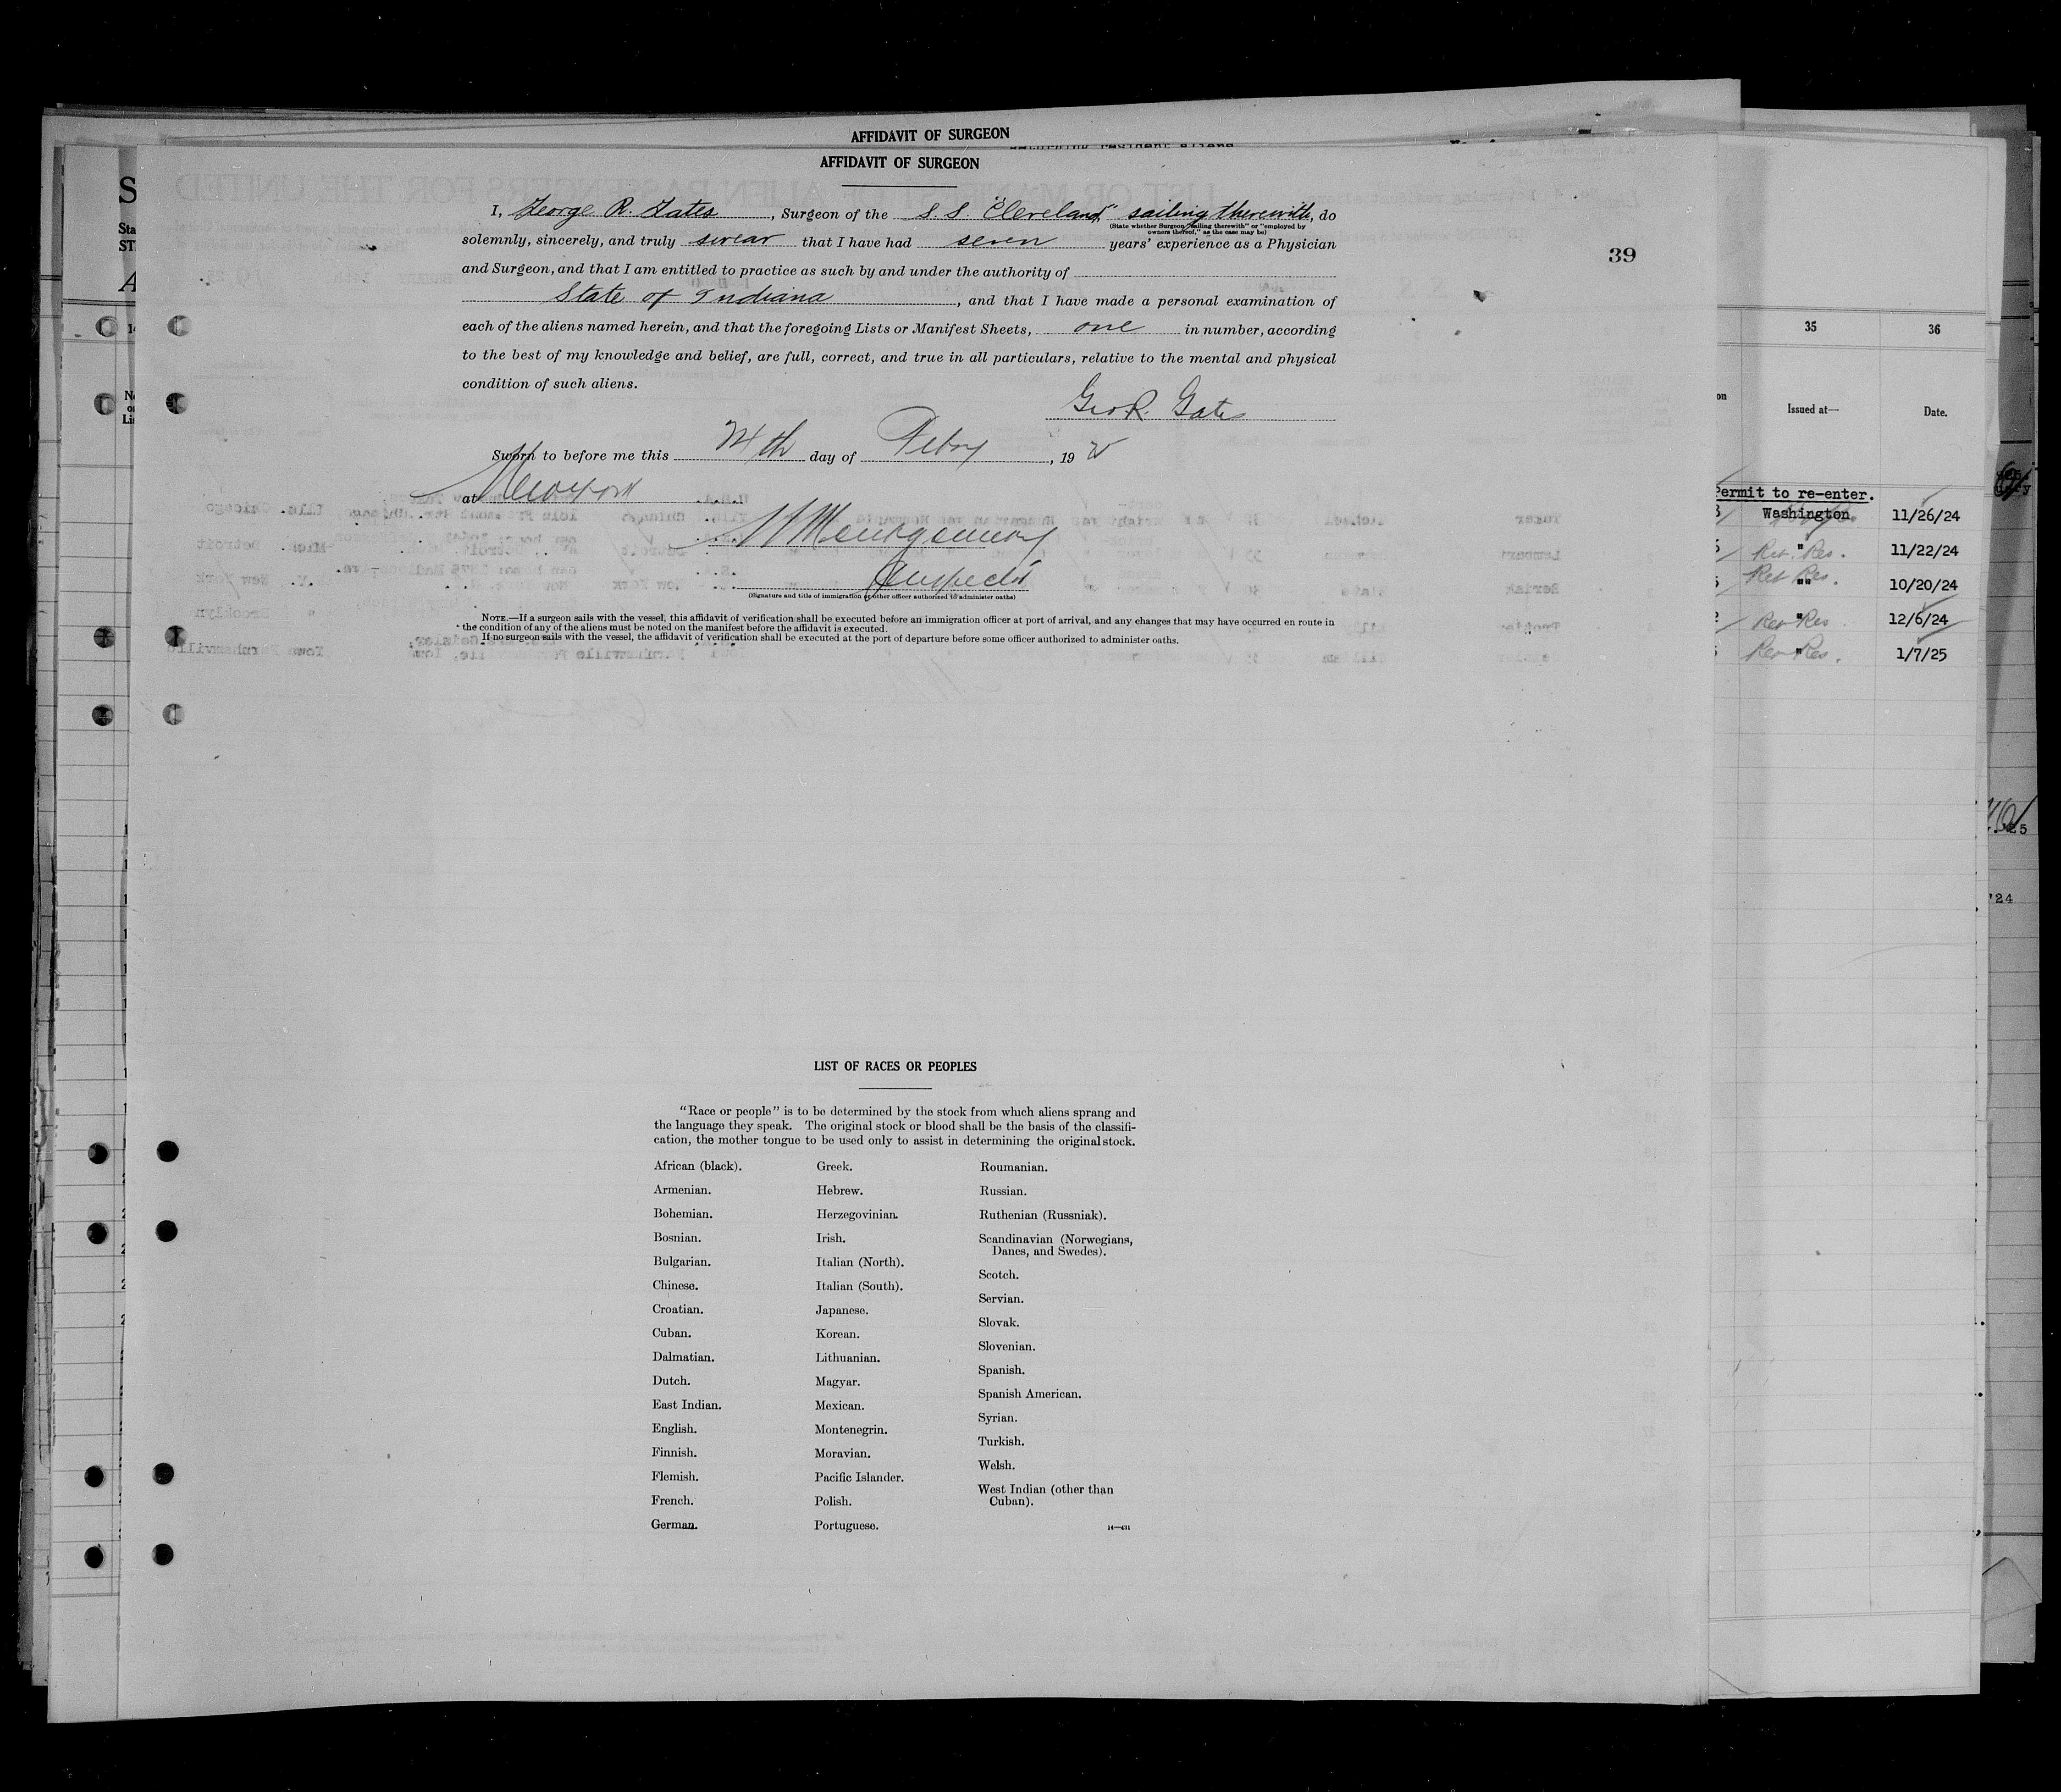 AFFIDAVIT OF SURGEON
AFFIDAVIT OF SURGEON
I, George R. Gates, Surgeon of the S.S. "Cleveland" sailing therewith, do
(State whether Surgeon "sailing therewith" or "employed by
owners thereof," as the case may be)
solemnly, sincerely, and truly swear that I have had seven years' experience as a Physician
and Surgeon, and that I am entitled to practice as such by and under the authority of
State of Indiana, and that I have made a personal examination of
each of the aliens named herein, and that the foregoing Lists or Manifest Sheets, one in number, according
to the best of my knowledge and belief, are full, correct, and true in all particulars, relative to the mental and physical
condition of such aliens.
Geo R. Gates
Sworn to before me this 24th day of Feby, 19
at New York
Montgomery
Inspector
(Signature and title of immigration or other officer authorized to administer oaths)
NOTE.—If a surgeon sails with the vessel, this affidavit of verification shall be executed before an immigration officer at port of arrival, and any changes that may have occurred en route in
the condition of any of the aliens must be noted on the manifest before the affidavit is executed.
If no surgeon sails with the vessel, the affidavit of verification shall be executed at the port of departure before some officer authorized to administer oaths.
39
35 36
Issued at— Date.
Permit to re-enter.
Washington 11/26/24
" Ret. Res. 11/22/24
" Ret Res. 10/20/24
" Ret Res 12/6/24
" Ret Res. 1/7/25
LIST OF RACES OR PEOPLES
"Race or people" is to be determined by the stock from which aliens sprang and
the language they speak. The original stock or blood shall be the basis of the classifi-
cation, the mother tongue to be used only to assist in determining the original stock.
African (black).
Armenian.
Bohemian.
Bosnian.
Bulgarian.
Chinese.
Croatian.
Cuban.
Dalmatian.
Dutch.
East Indian.
English.
Finnish.
Flemish.
French.
German.
Greek.
Hebrew.
Herzegovinian.
Irish.
Italian (North).
Italian (South).
Japanese.
Korean.
Lithuanian.
Magyar.
Mexican.
Montenegrin.
Moravian.
Pacific Islander.
Polish.
Portuguese.
Roumanian.
Russian.
Ruthenian (Russniak).
Scandinavian (Norwegians,
Danes, and Swedes).
Scotch.
Servian.
Slovak.
Slovenian.
Spanish.
Spanish American.
Syrian.
Turkish.
Welsh.
West Indian (other than
Cuban).
14—431